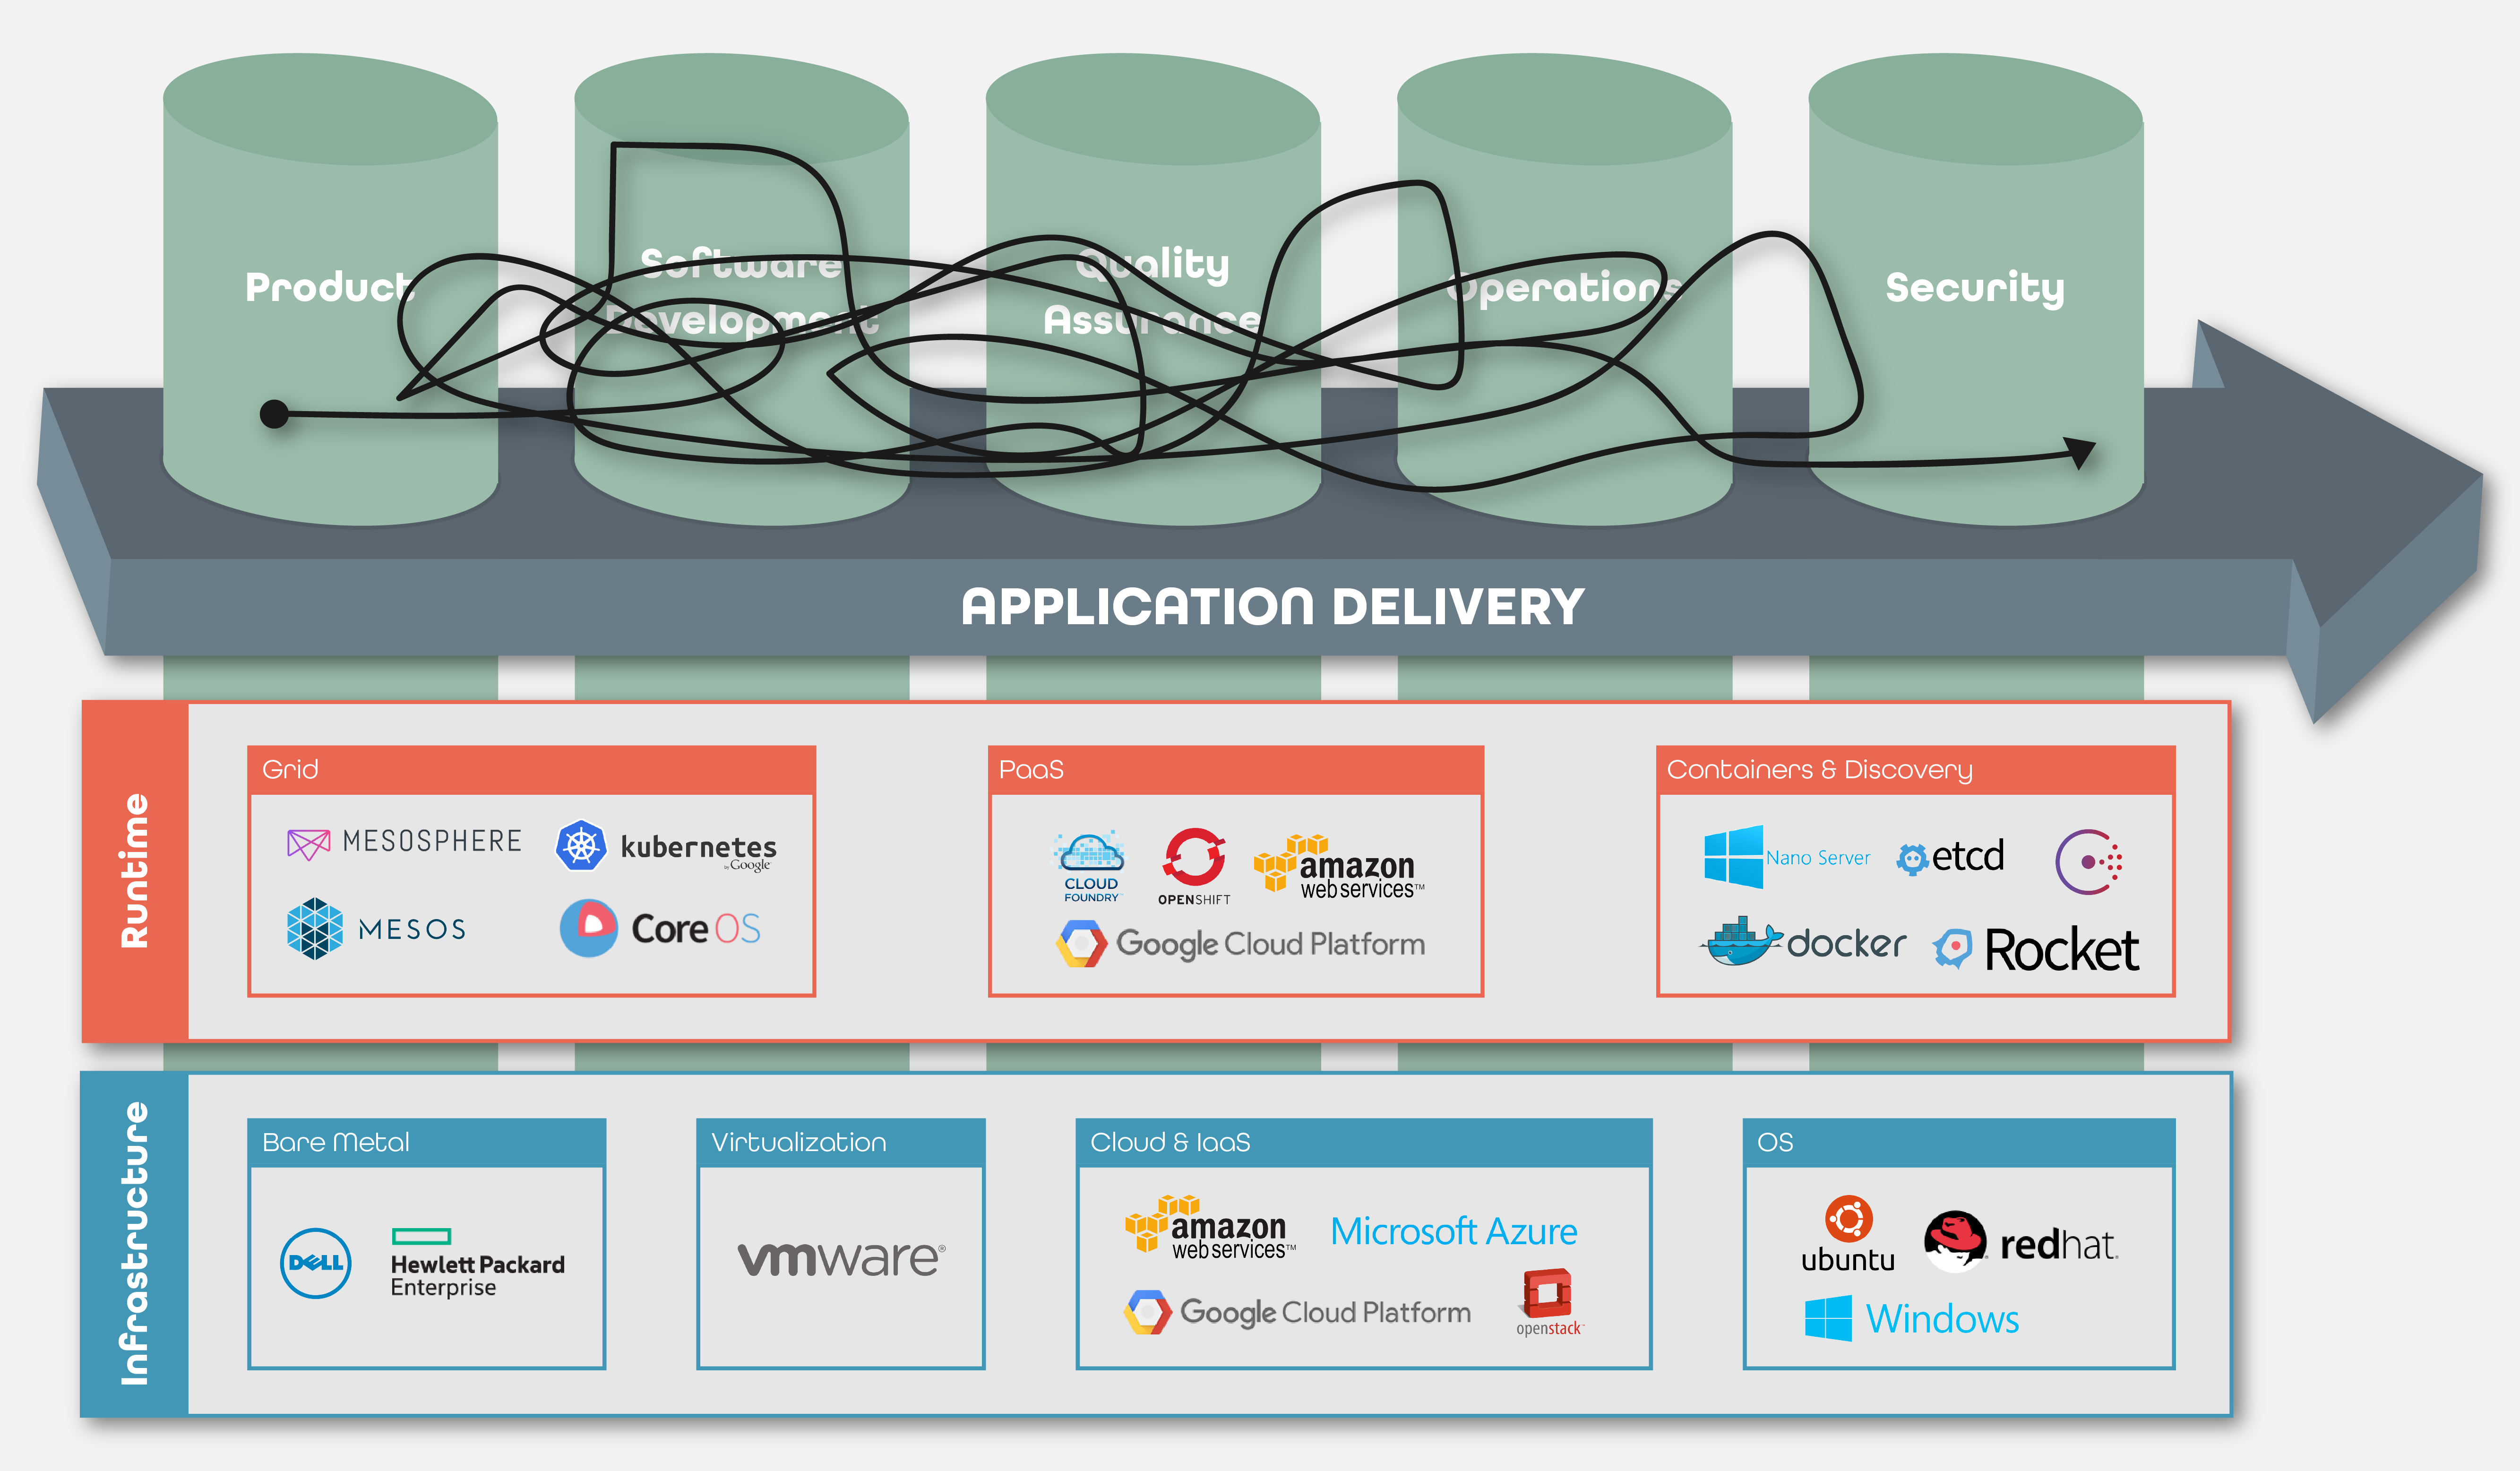 Product
Software
Development
Quality
Assurance
Operations
Security
APPLICATION DELIVERY
Runtime
Grid
MESOSPHERE
kubernetes
by Google
MESOS
CoreOS
PaaS
CLOUD
FOUNDRY™
OPENSHIFT
amazon
web services™
Google Cloud Platform
Containers & Discovery
Nano Server
etcd
docker
Rocket
Infrastructure
Bare Metal
DELL
Hewlett Packard
Enterprise
Virtualization
vmware®
Cloud & IaaS
amazon
web services™
Microsoft Azure
Google Cloud Platform
openstack™
OS
ubuntu
redhat.
Windows